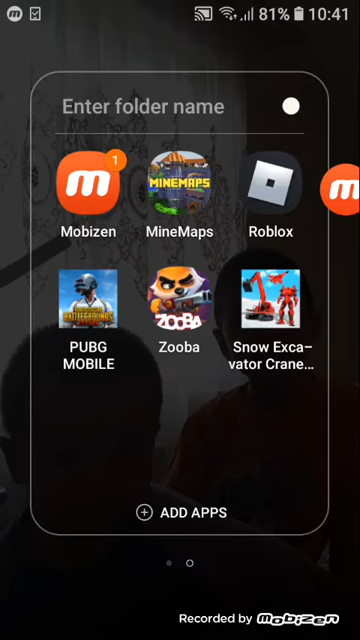 81% 10:41
Enter folder name
1
MINEMAPS
Mobizen MineMaps Roblox
BATTLEGROUNDS
ZOOBA
PUBG Zooba Snow Exca-
MOBILE vator Crane...
ADD APPS
Recorded by Mobizen